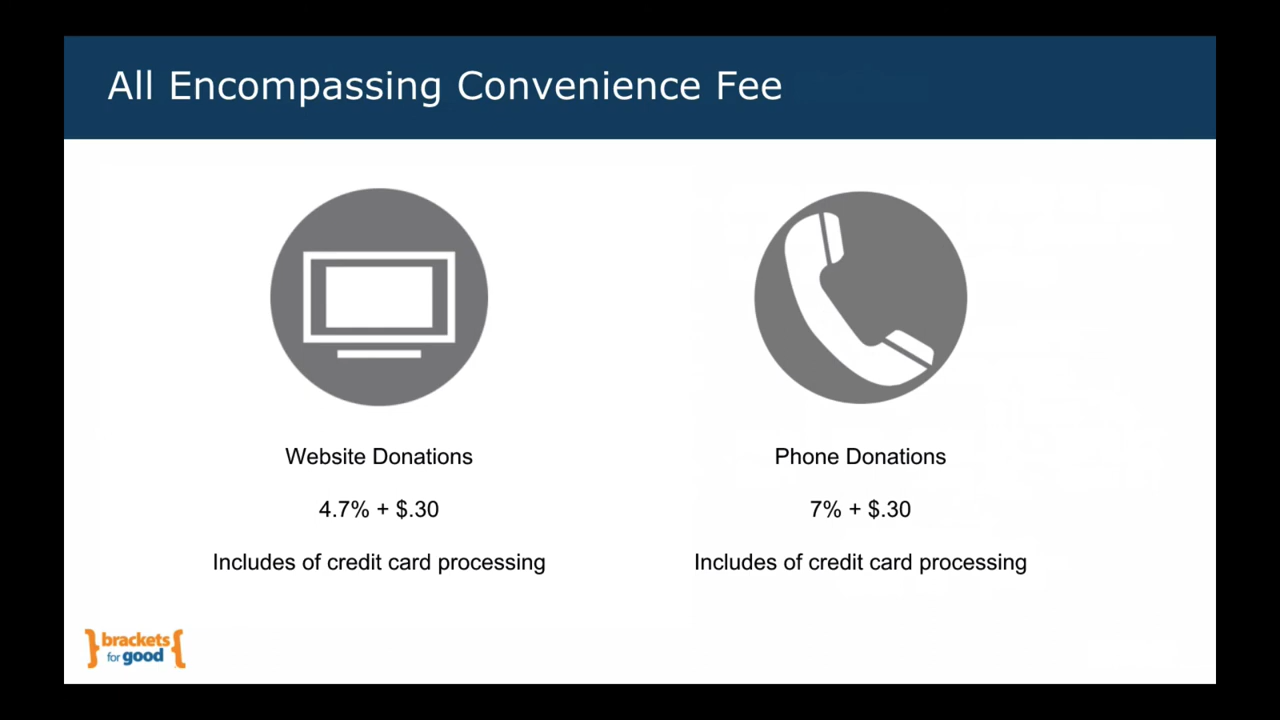 All Encompassing Convenience Fee
Website Donations
4.7% + $.30
Includes of credit card processing
Phone Donations
7% + $.30
Includes of credit card processing
brackets
for good